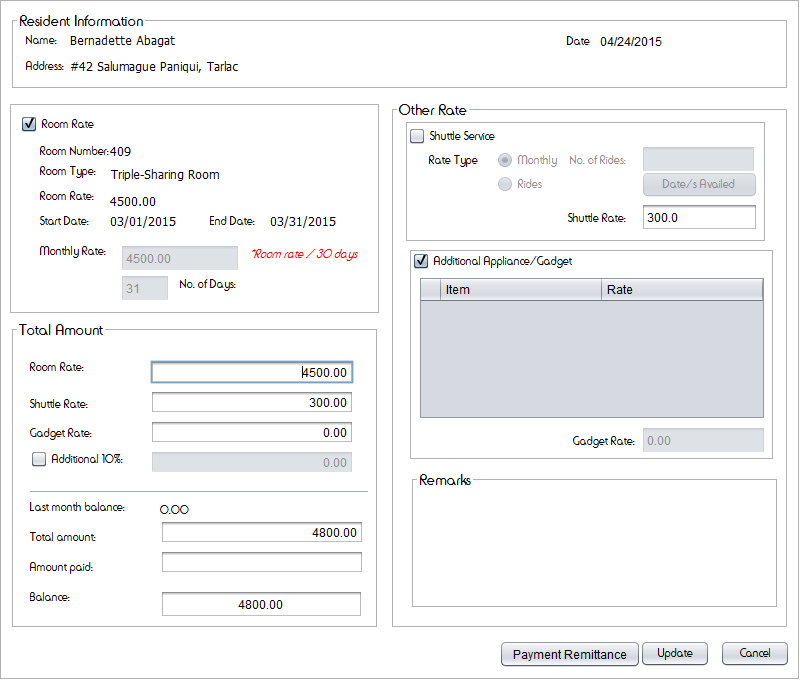 Resident Information
Name: Bernadette Abagat
Date 04/24/2015
Address: #42 Salumague Paniqui, Tarlac
Room Rate
Room Number: 409
Room Type: Triple-Sharing Room
Room Rate: 4500.00
Start Date: 03/01/2015 End Date: 03/31/2015
Monthly Rate: 4500.00 *Room rate / 30 days
31 No. of Days:
Total Amount
Room Rate: 4500.00
Shuttle Rate: 300.00
Gadget Rate: 0.00
Additional 10%: 0.00
Last month balance: 0.00
Total amount: 4800.00
Amount paid:
Balance: 4800.00
Other Rate
Shuttle Service
Rate Type Monthly No. of Rides:
Rides Date/s Availed
Shuttle Rate: 300.0
Additional Appliance/Gadget
Item Rate
Gadget Rate: 0.00
Remarks
Payment Remittance Update Cancel